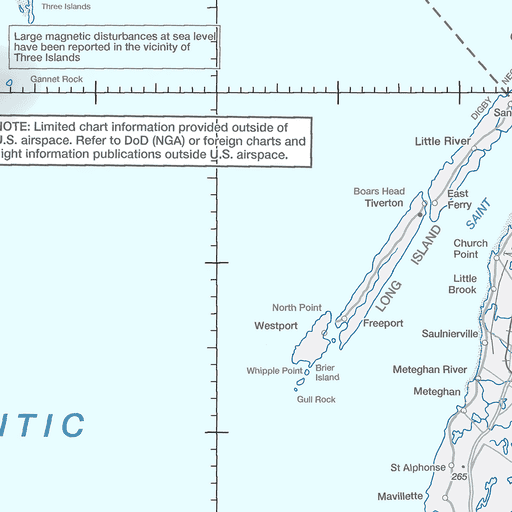 Three Islands
Large magnetic disturbances at sea level
have been reported in the vicinity of
Three Islands
Gannet Rock
NOTE: Limited chart information provided outside of
U.S. airspace. Refer to DoD (NGA) or foreign charts and
flight information publications outside U.S. airspace.
DIGBY
NEC
San
Little River
Boars Head
Tiverton
East
Ferry
SAINT
LONG ISLAND
Church
Point
Little
Brook
North Point
Westport
Freeport
Saulnierville
Whipple Point
Brier
Island
Meteghan River
Gull Rock
Meteghan
NTIC
St Alphonse
265
Mavillette